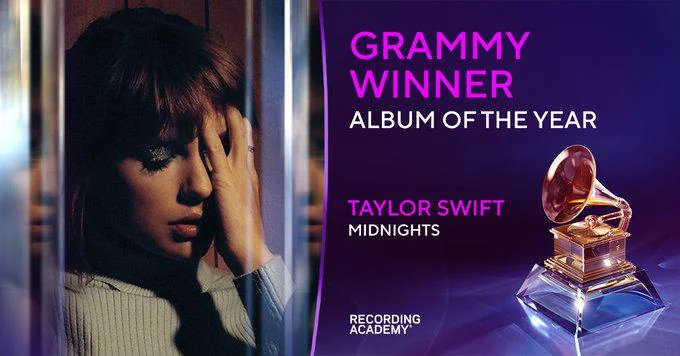 GRAMMY
WINNER
ALBUM OF THE YEAR
TAYLOR SWIFT
MIDNIGHTS
RECORDING
ACADEMY®